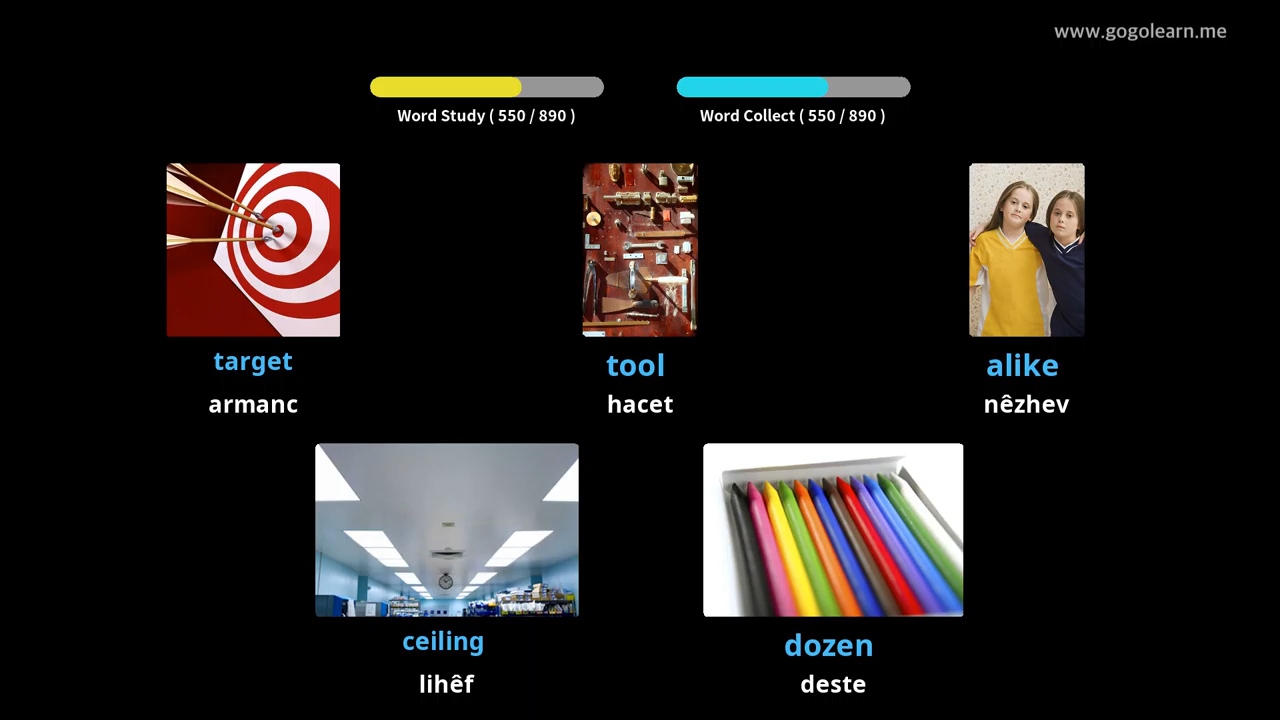 www.gogolearn.me
Word Study ( 550 / 890 )
Word Collect ( 550 / 890 )
target
armanc
tool
hacet
alike
nêzhev
ceiling
lihêf
dozen
deste